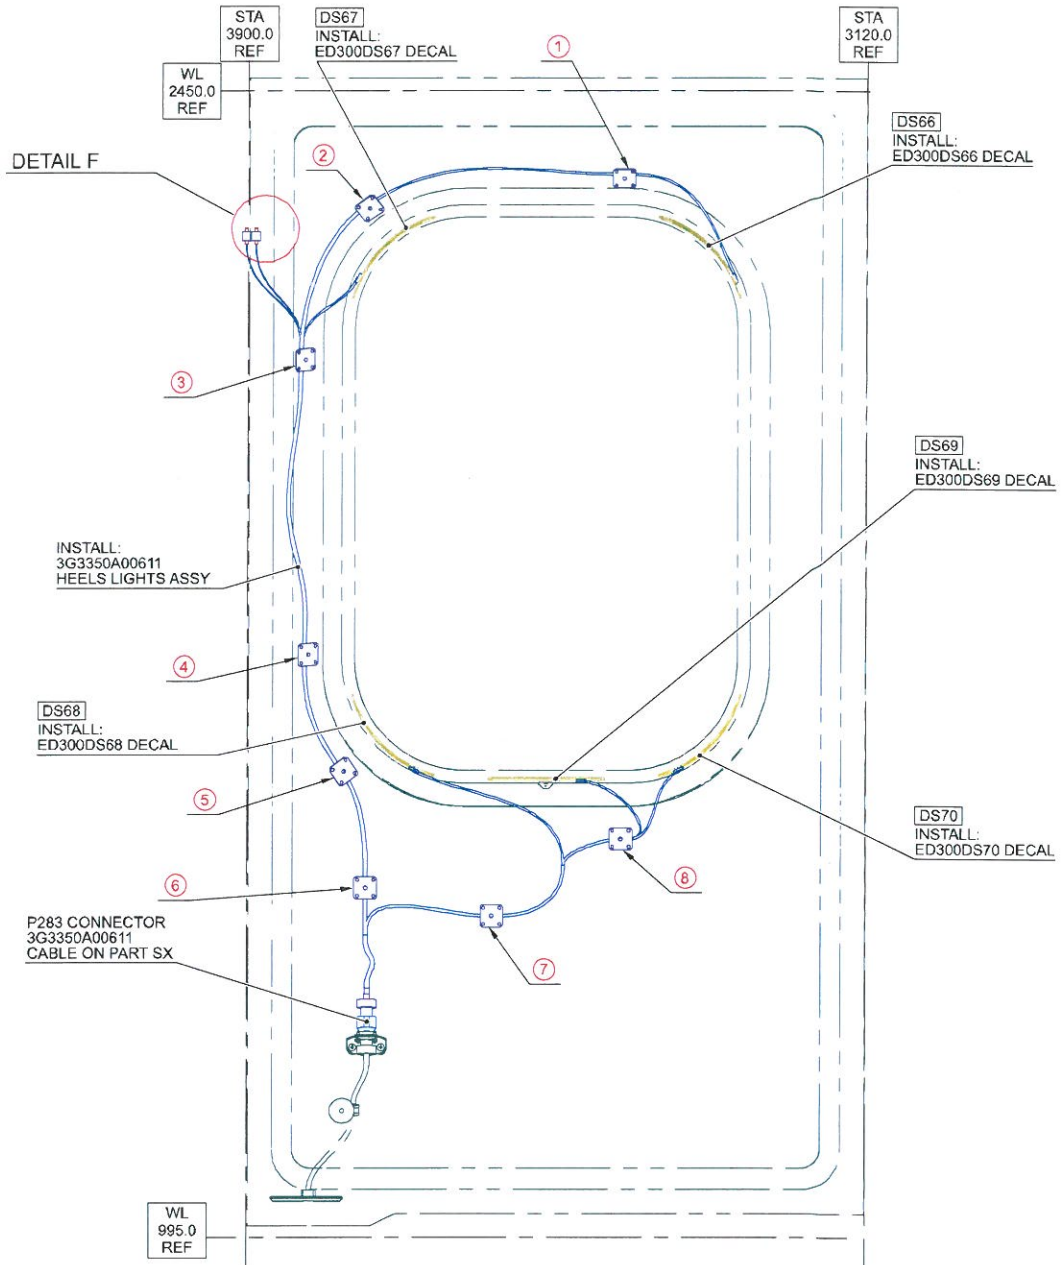 STA
3900.0
REF
DS67
INSTALL:
ED300DS67 DECAL
1
STA
3120.0
REF
WL
2450.0
REF
DS66
INSTALL:
ED300DS66 DECAL
DETAIL F
2
3
DS69
INSTALL:
ED300DS69 DECAL
INSTALL:
3G3350A00611
HEELS LIGHTS ASSY
4
DS68
INSTALL:
ED300DS68 DECAL
5
DS70
INSTALL:
ED300DS70 DECAL
6
8
P283 CONNECTOR
3G3350A00611
CABLE ON PART SX
7
WL
995.0
REF